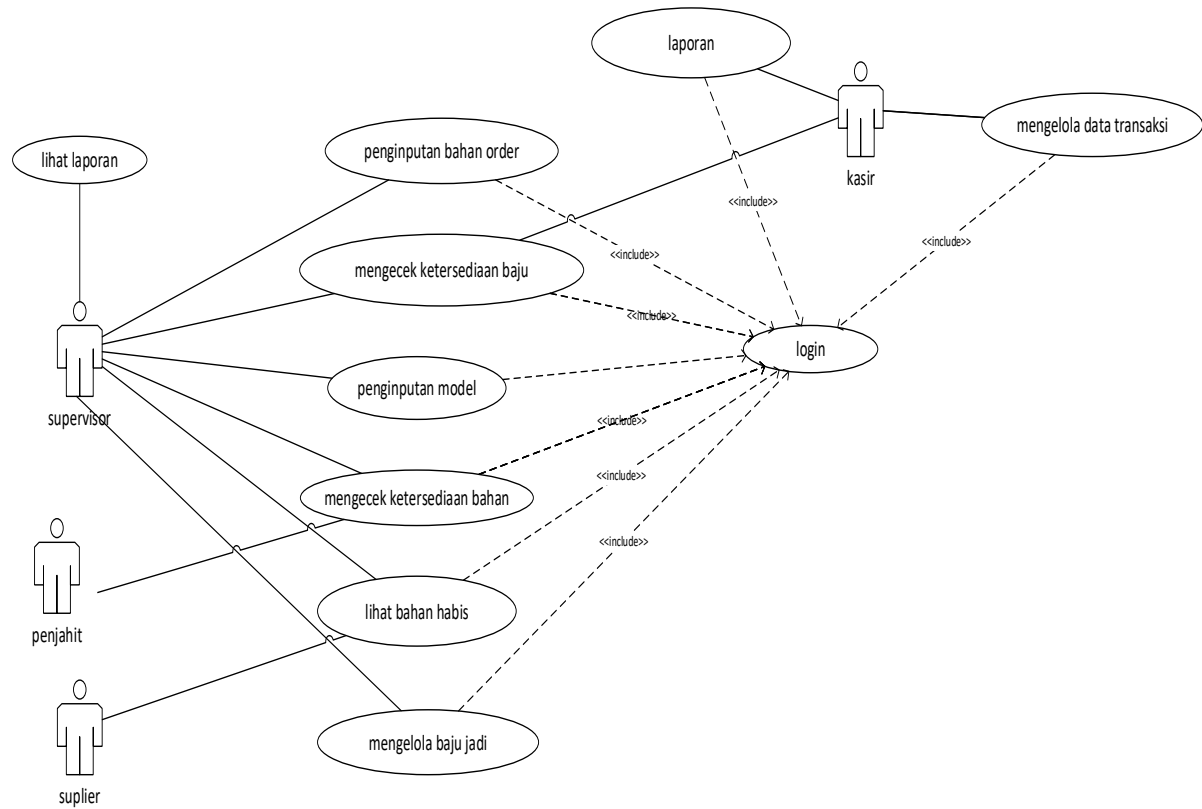 laporan
mengelola data transaksi
kasir
penginputan bahan order
lihat laporan
<<include>>
<<include>>
<<include>>
mengecek ketersediaan baju
<<include>>
login
penginputan model
supervisor
<<include>>
mengecek ketersediaan bahan
<<include>>
<<include>>
lihat bahan habis
penjahit
mengelola baju jadi
suplier